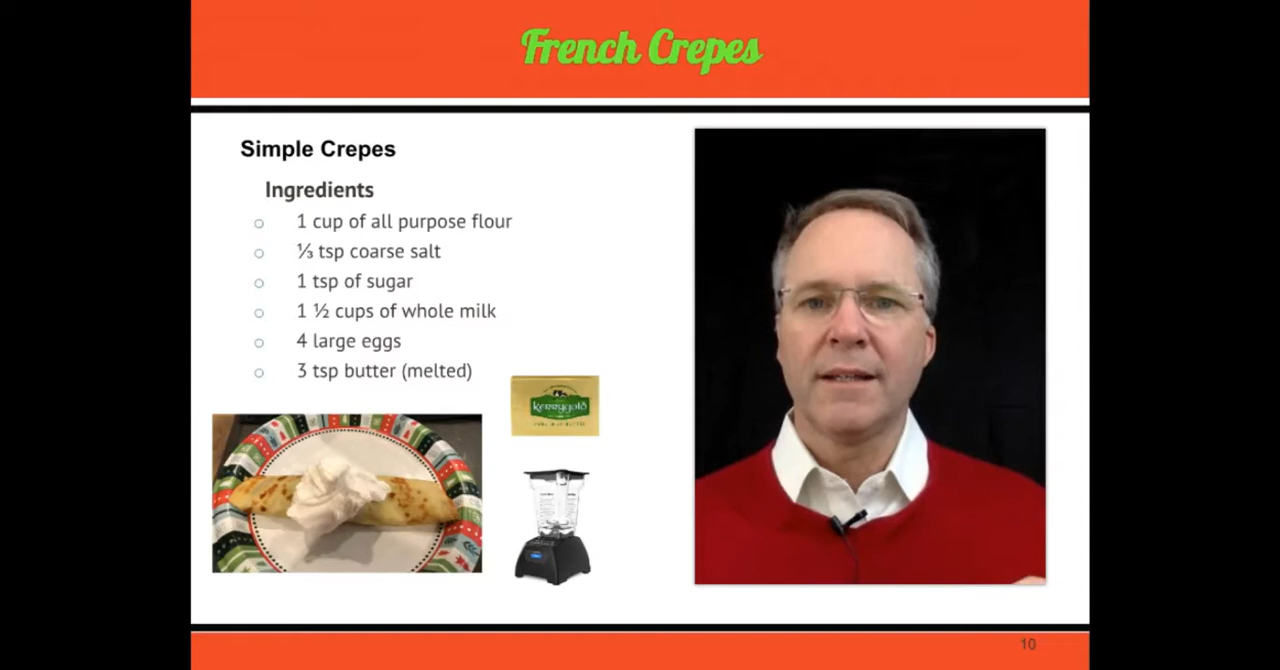 French Crepes
Simple Crepes
Ingredients
1 cup of all purpose flour
⅓ tsp coarse salt
1 tsp of sugar
1 ½ cups of whole milk
4 large eggs
3 tsp butter (melted)
Kerrygold
10